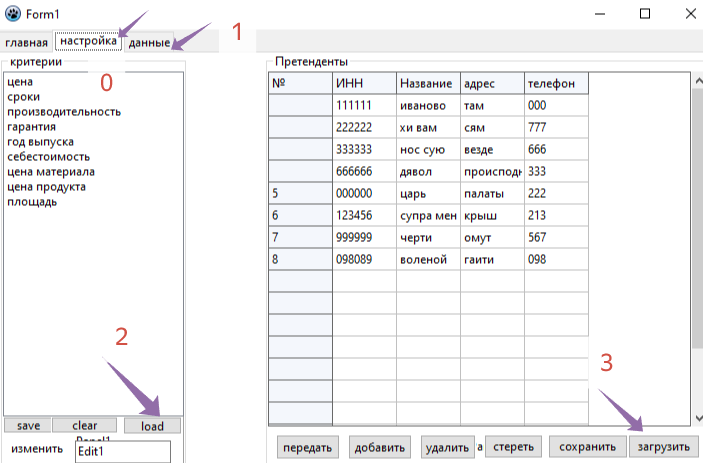 Form1
главная настройка данные
1
критерии
0
цена
сроки
производительность
гарантия
год выпуска
себестоимость
цена материала
цена продукта
площадь
2
save clear load
изменить Edit1
Претенденты
№ ИНН Название адрес телефон
111111 иваново там 000
222222 хи вам сям 777
333333 нос сую везде 666
666666 дявол происподн 333
5 000000 царь палаты 222
6 123456 супра мен крыш 213
7 999999 черти омут 567
8 098089 воленой гаити 098
3
передать добавить удалить а стереть сохранить загрузить